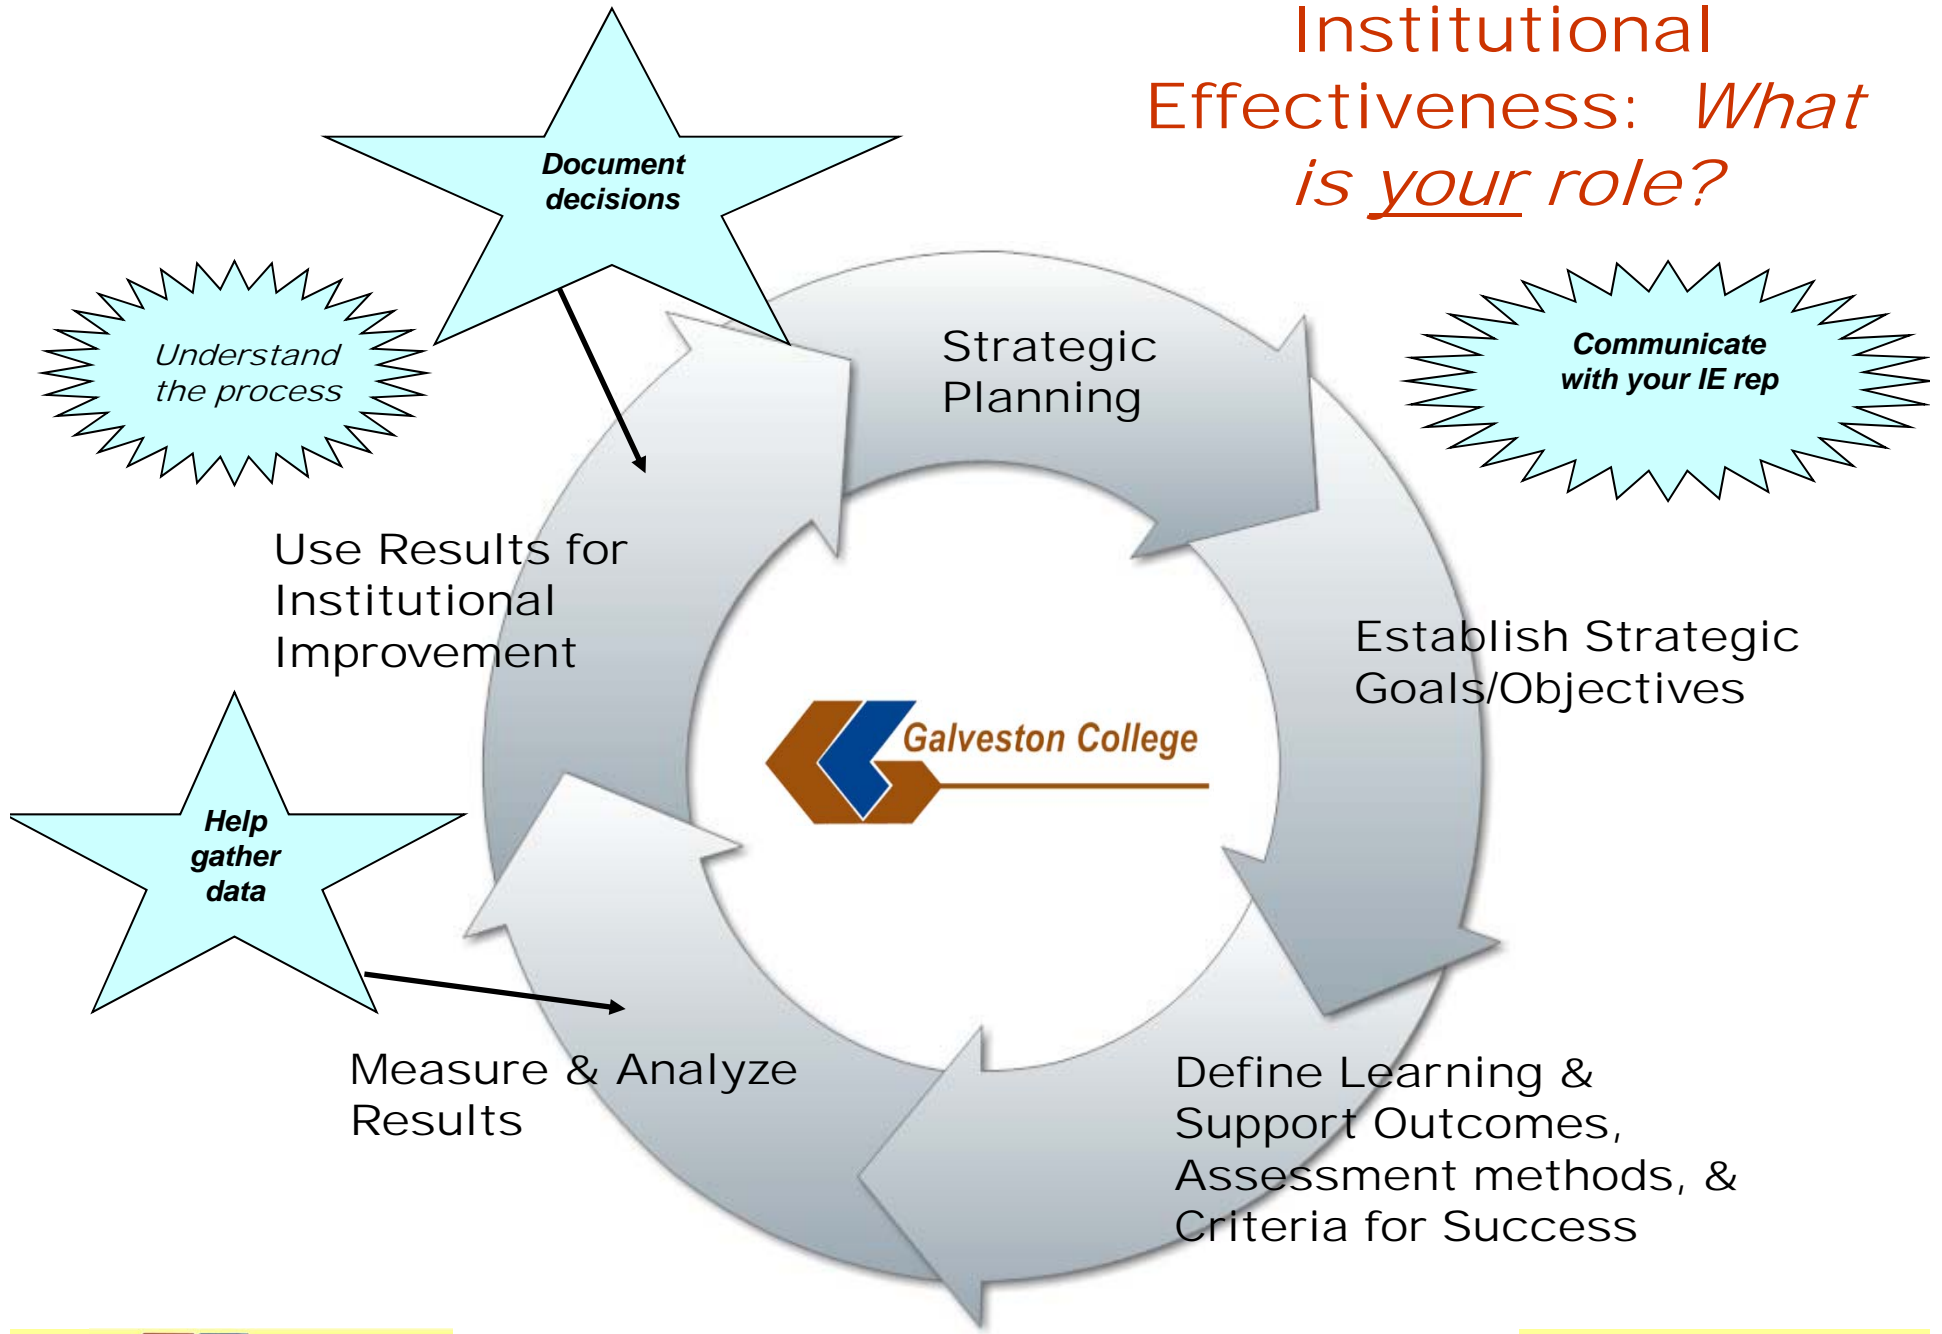 Institutional
Effectiveness: What
is your role?
Document
decisions
Understand
the process
Strategic
Planning
Communicate
with your IE rep
Use Results for
Institutional
Improvement
Establish Strategic
Goals/Objectives
Galveston College
Help
gather
data
Measure & Analyze
Results
Define Learning &
Support Outcomes,
Assessment methods, &
Criteria for Success